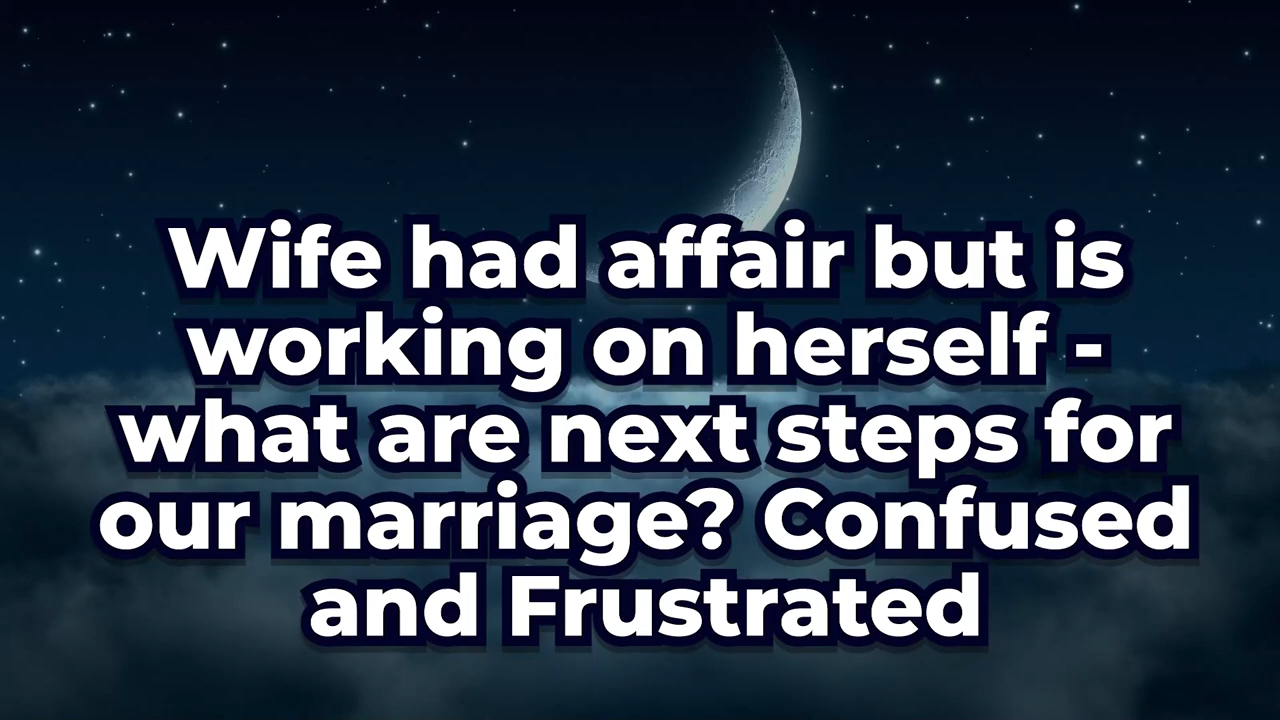 Wife had affair but is
working on herself -
what are next steps for
our marriage? Confused
and Frustrated